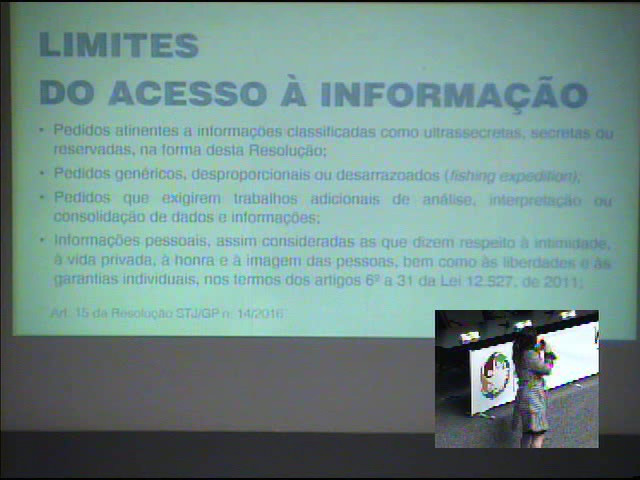 LIMITES
DO ACESSO À INFORMAÇÃO
• Pedidos atinentes a informações classificadas como ultrassecretas, secretas ou
reservadas, na forma desta Resolução;
• Pedidos genéricos, desproporcionais ou desarrazoados (fishing expedition);
• Pedidos que exigirem trabalhos adicionais de análise, interpretação ou
consolidação de dados e informações;
• Informações pessoais, assim consideradas as que dizem respeito à intimidade,
à vida privada, à honra e à imagem das pessoas, bem como às liberdades e às
garantias individuais, nos termos dos artigos 6º a 31 da Lei 12.527, de 2011;
Art. 15 da Resolução STJ/GP n. 14/2016